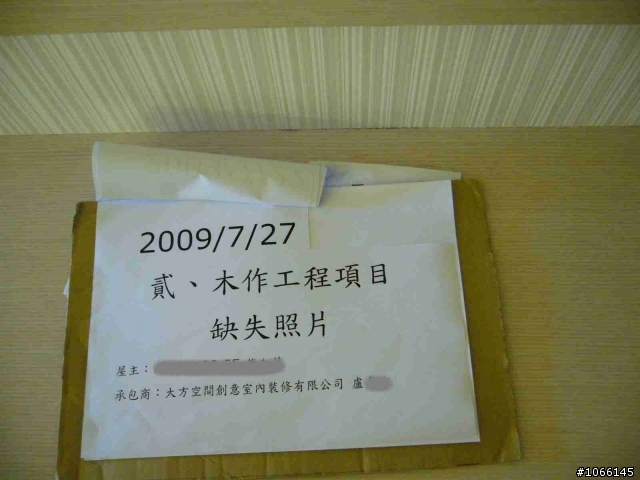 2009/7/27
貳、木作工程項目
缺失照片
屋主：
承包商：大方空間創意室內裝修有限公司 盧
#1066145